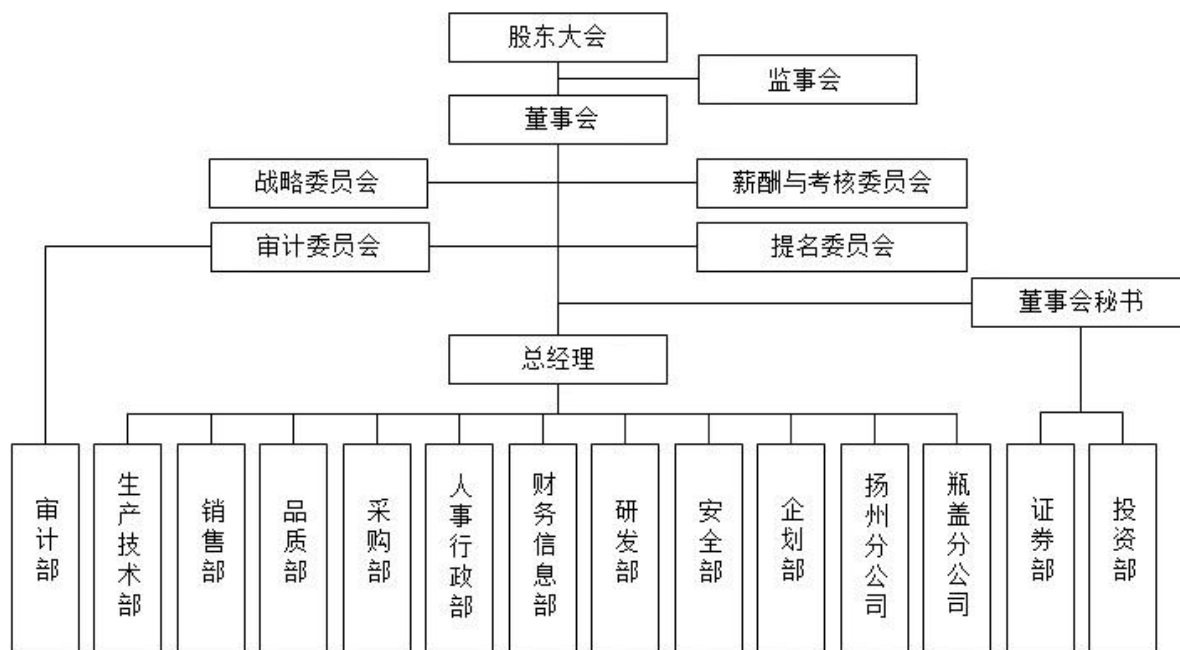 股东大会
监事会
董事会
战略委员会
薪酬与考核委员会
审计委员会
提名委员会
董事会秘书
总经理
审计部
生产技术部
销售部
品质部
采购部
人事行政部
财务信息部
研发部
安全部
企划部
扬州分公司
瓶盖分公司
证券部
投资部